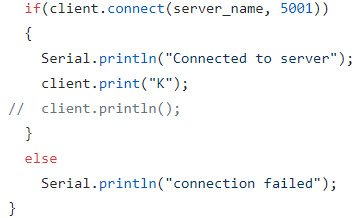 if(client.connect(server_name, 5001))
{
Serial.println("Connected to server");
client.print("K");
// client.println();
}
else
Serial.println("connection failed");
}